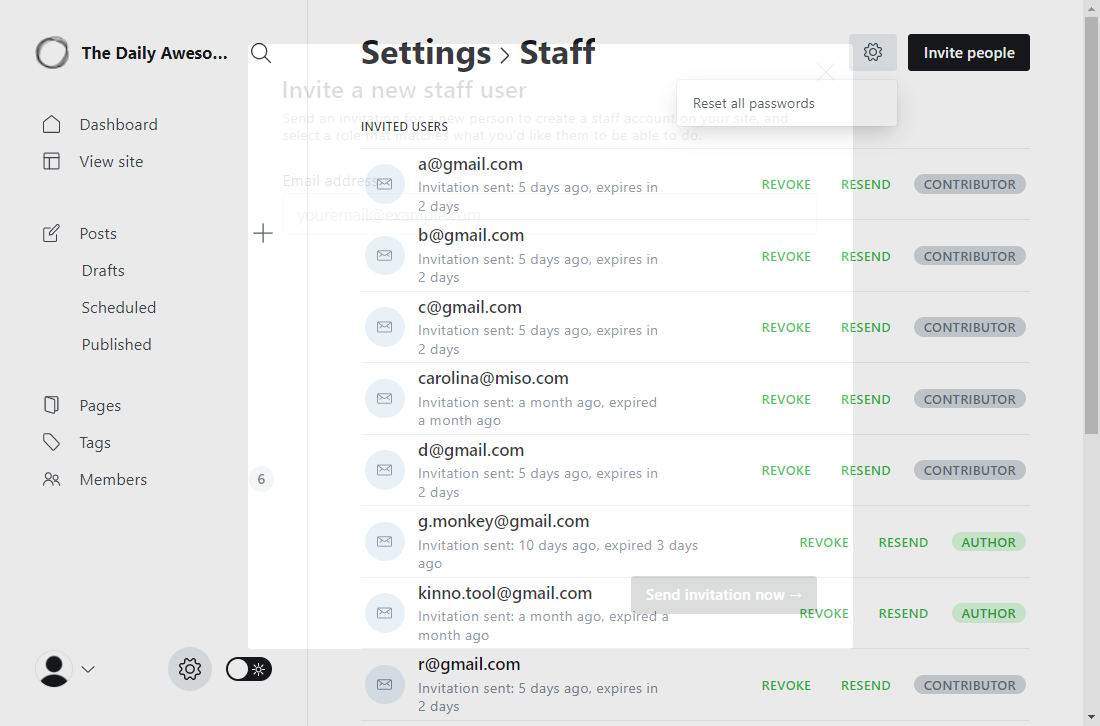 The Daily Aweso...
Dashboard
View site
Posts
Drafts
Scheduled
Published
Pages
Tags
Members
6
Settings › Staff
Invite people
Reset all passwords
Invite a new staff user
Send an invitation for a new person to create a staff account on your site, and
select a role that matches what you'd like them to be able to do.
Email address
youremail@example.com
Send invitation now →
INVITED USERS
a@gmail.com
Invitation sent: 5 days ago, expires in
2 days
REVOKE RESEND CONTRIBUTOR
b@gmail.com
Invitation sent: 5 days ago, expires in
2 days
REVOKE RESEND CONTRIBUTOR
c@gmail.com
Invitation sent: 5 days ago, expires in
2 days
REVOKE RESEND CONTRIBUTOR
carolina@miso.com
Invitation sent: a month ago, expired
a month ago
REVOKE RESEND CONTRIBUTOR
d@gmail.com
Invitation sent: 5 days ago, expires in
2 days
REVOKE RESEND CONTRIBUTOR
g.monkey@gmail.com
Invitation sent: 10 days ago, expired 3 days
ago
REVOKE RESEND AUTHOR
kinno.tool@gmail.com
Invitation sent: a month ago, expired a
month ago
REVOKE RESEND AUTHOR
r@gmail.com
Invitation sent: 5 days ago, expires in
2 days
REVOKE RESEND CONTRIBUTOR